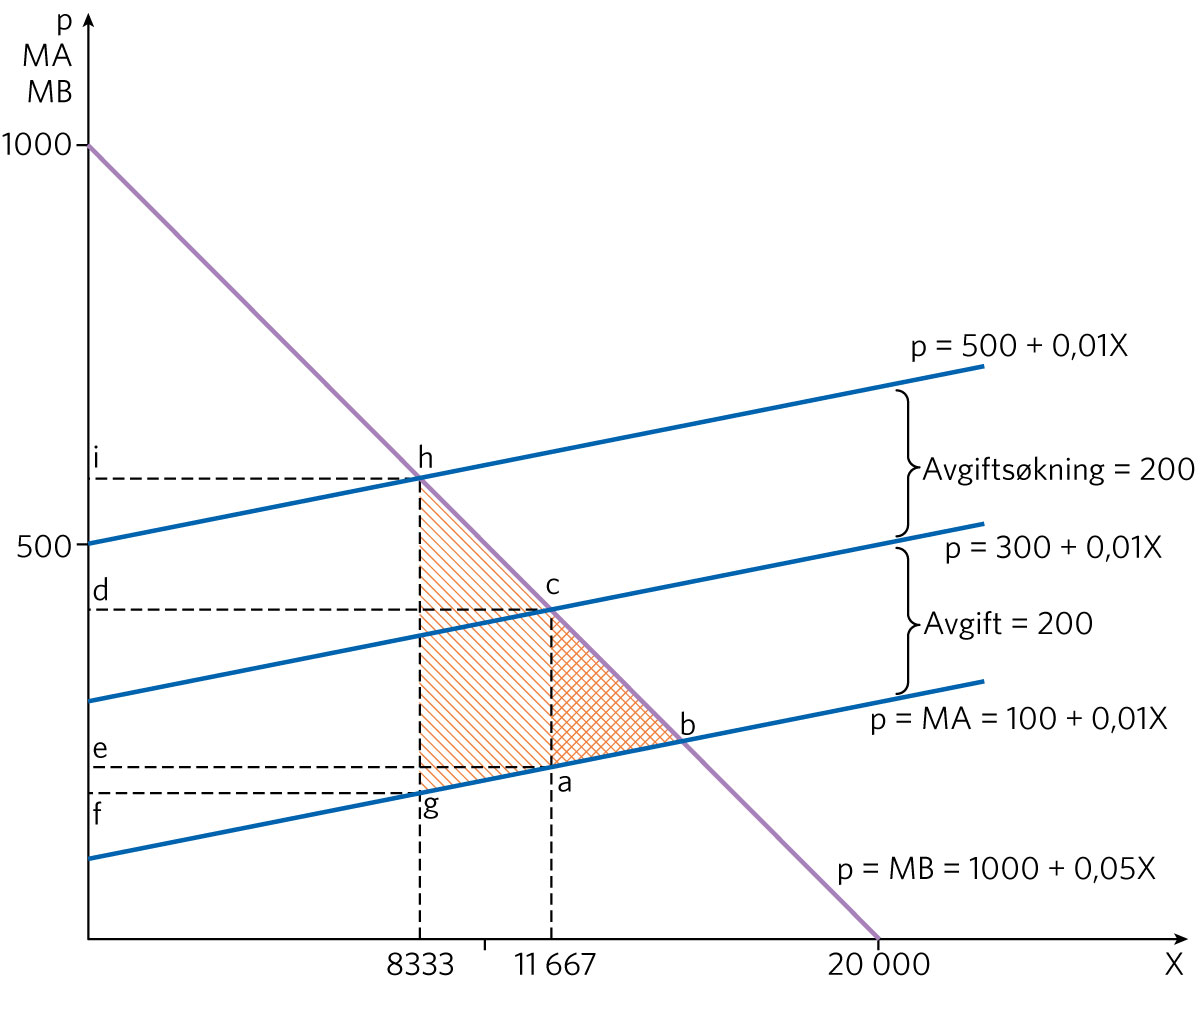 p
MA
MB
1000
p = 500 + 0,01X
i
h
Avgiftsøkning = 200
500
p = 300 + 0,01X
d
c
Avgift = 200
p = MA = 100 + 0,01X
b
e
a
f
g
p = MB = 1000 + 0,05X
8333
11 667
20 000
X